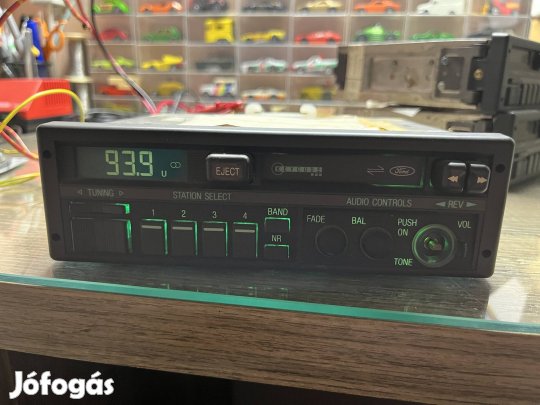 93.9 U
EJECT
Ford
◁ TUNING ▷
STATION SELECT
AUDIO CONTROLS
◀ REV ▶
1 2 3 4
BAND
NR
FADE
BAL
PUSH
ON
VOL
TONE
Jófogás